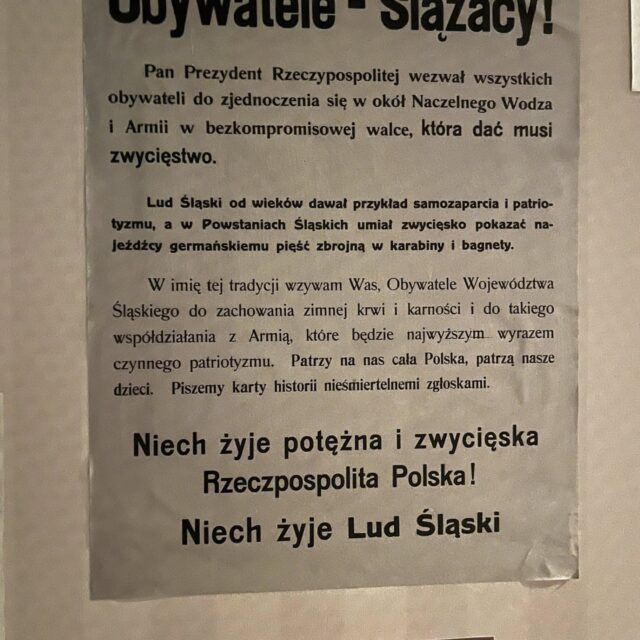 Obywatele - Ślązacy!
Pan Prezydent Rzeczypospolitej wezwał wszystkich
obywateli do zjednoczenia się w okół Naczelnego Wodza
i Armii w bezkompromisowej walce, która dać musi
zwycięstwo.
Lud Śląski od wieków dawał przykład samozaparcia i patrio-
tyzmu, a w Powstaniach Śląskich umiał zwycięsko pokazać na-
jeźdźcy germańskiemu pięść zbrojną w karabiny i bagnety.
W imię tej tradycji wzywam Was, Obywatele Województwa
Śląskiego do zachowania zimnej krwi i karności i do takiego
współdziałania z Armią, które będzie najwyższym wyrazem
czynnego patriotyzmu. Patrzy na nas cała Polska, patrzą nasze
dzieci. Piszemy karty historii nieśmiertelnemi zgłoskami.
Niech żyje potężna i zwycięska
Rzeczpospolita Polska!
Niech żyje Lud Śląski